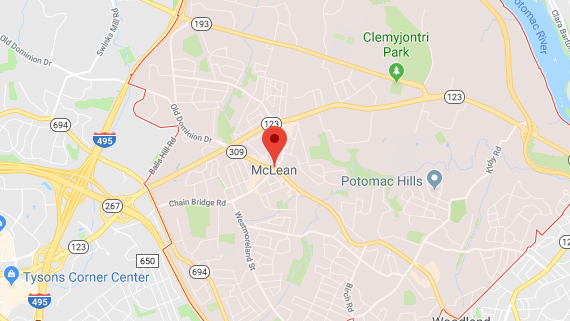 Swinks Mill Rd
193
Clemyjontri
Park
Potomac River
Clara Barton
Old Dominion Dr
123
694
495
Old Dominion Dr
123
Balls Hill Rd
309
McLean
Kirby Rd
Potomac Hills
267
Chain Bridge Rd
123
650
694
Westmoreland St
Birch Rd
Tysons Corner Center
495
12